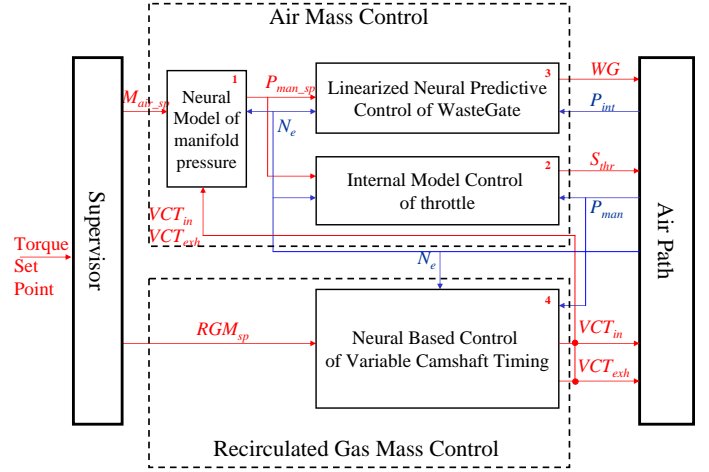 Air Mass Control
Supervisor
Torque
Set
Point
M_air_sp
1
Neural
Model of
manifold
pressure
P_man_sp
N_e
3
Linearized Neural Predictive
Control of WasteGate
WG
P_int
2
Internal Model Control
of throttle
S_thr
P_man
VCT_in
VCT_exh
Air Path
N_e
RGM_sp
4
Neural Based Control
of Variable Camshaft Timing
VCT_in
VCT_exh
Recirculated Gas Mass Control